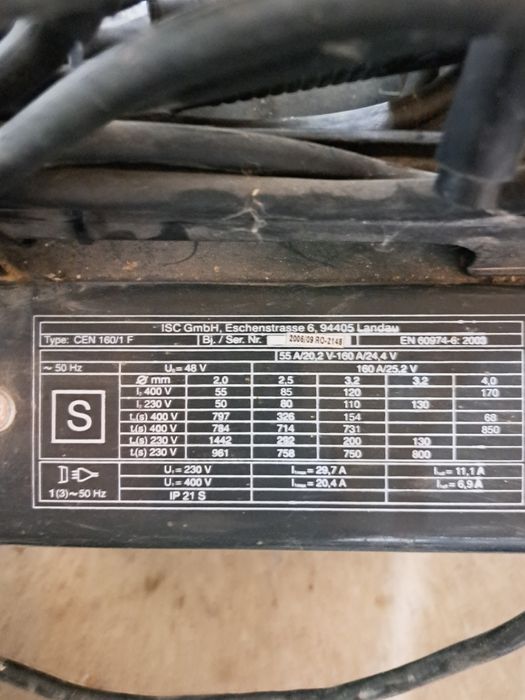 ISC GmbH, Eschenstrasse 6, 94405 Landau
Type: CEN 160/1 F Bj. / Ser. Nr. 2006/09 RO-2148 EN 60974-6: 2003
55 A/20,2 V-160 A/24,4 V
~ 50 Hz U₀ = 48 V 160 A/25,2 V
Ø mm 2,0 2,5 3,2 3,2 4,0
I₂ 400 V 55 85 120 170
I₂ 230 V 50 80 110 130
S
t(s) 400 V 797 326 154 68
t(s) 400 V 784 714 731 850
t(s) 230 V 1442 292 200 130
t(s) 230 V 961 758 750 800
U₁ = 230 V = 29,7 A = 11,1 A
U₁ = 400 V = 20,4 A = 6,9 A
1(3)~50 Hz IP 21 S